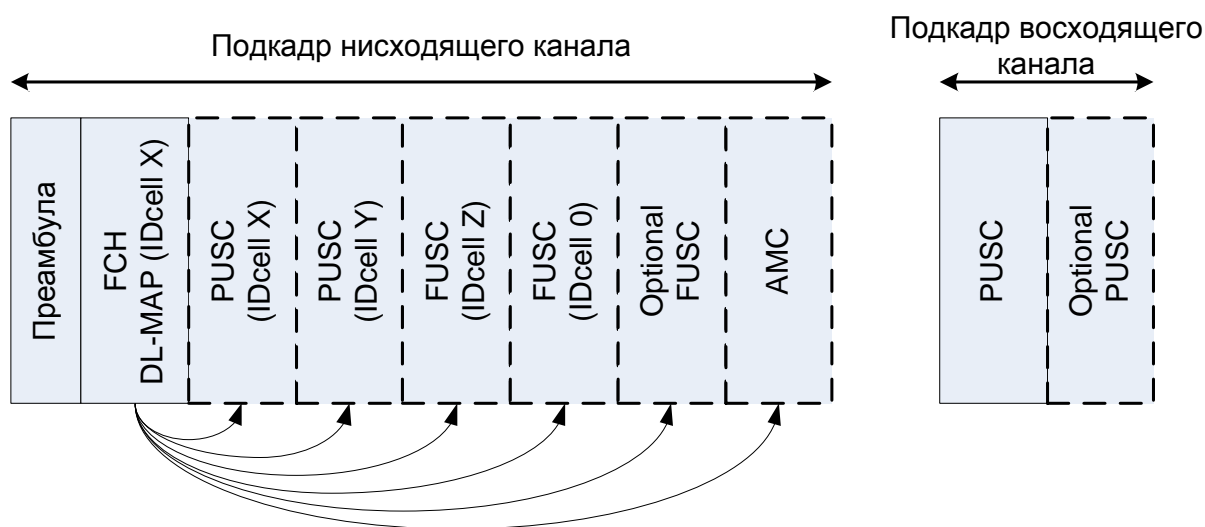 Подкадр нисходящего канала
Подкадр восходящего
канала
Преамбула
FCH
DL-MAP (IDcell X)
PUSC
(IDcell X)
PUSC
(IDcell Y)
FUSC
(IDcell Z)
FUSC
(IDcell 0)
Optional
FUSC
AMC
PUSC
Optional
PUSC